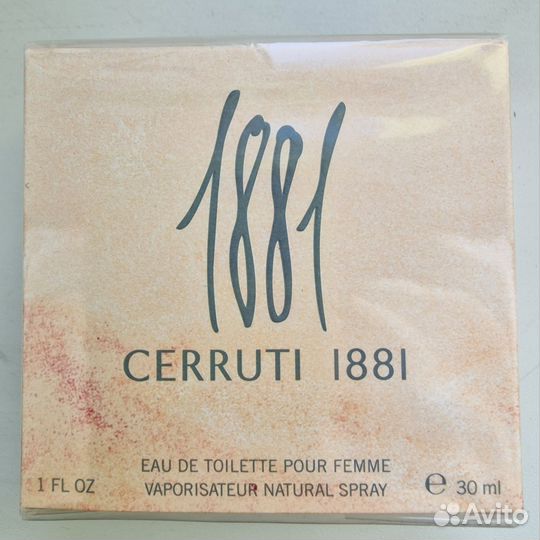 1881
CERRUTI 1881
EAU DE TOILETTE POUR FEMME
1 FL OZ VAPORISATEUR NATURAL SPRAY ℮ 30 ml
Avito